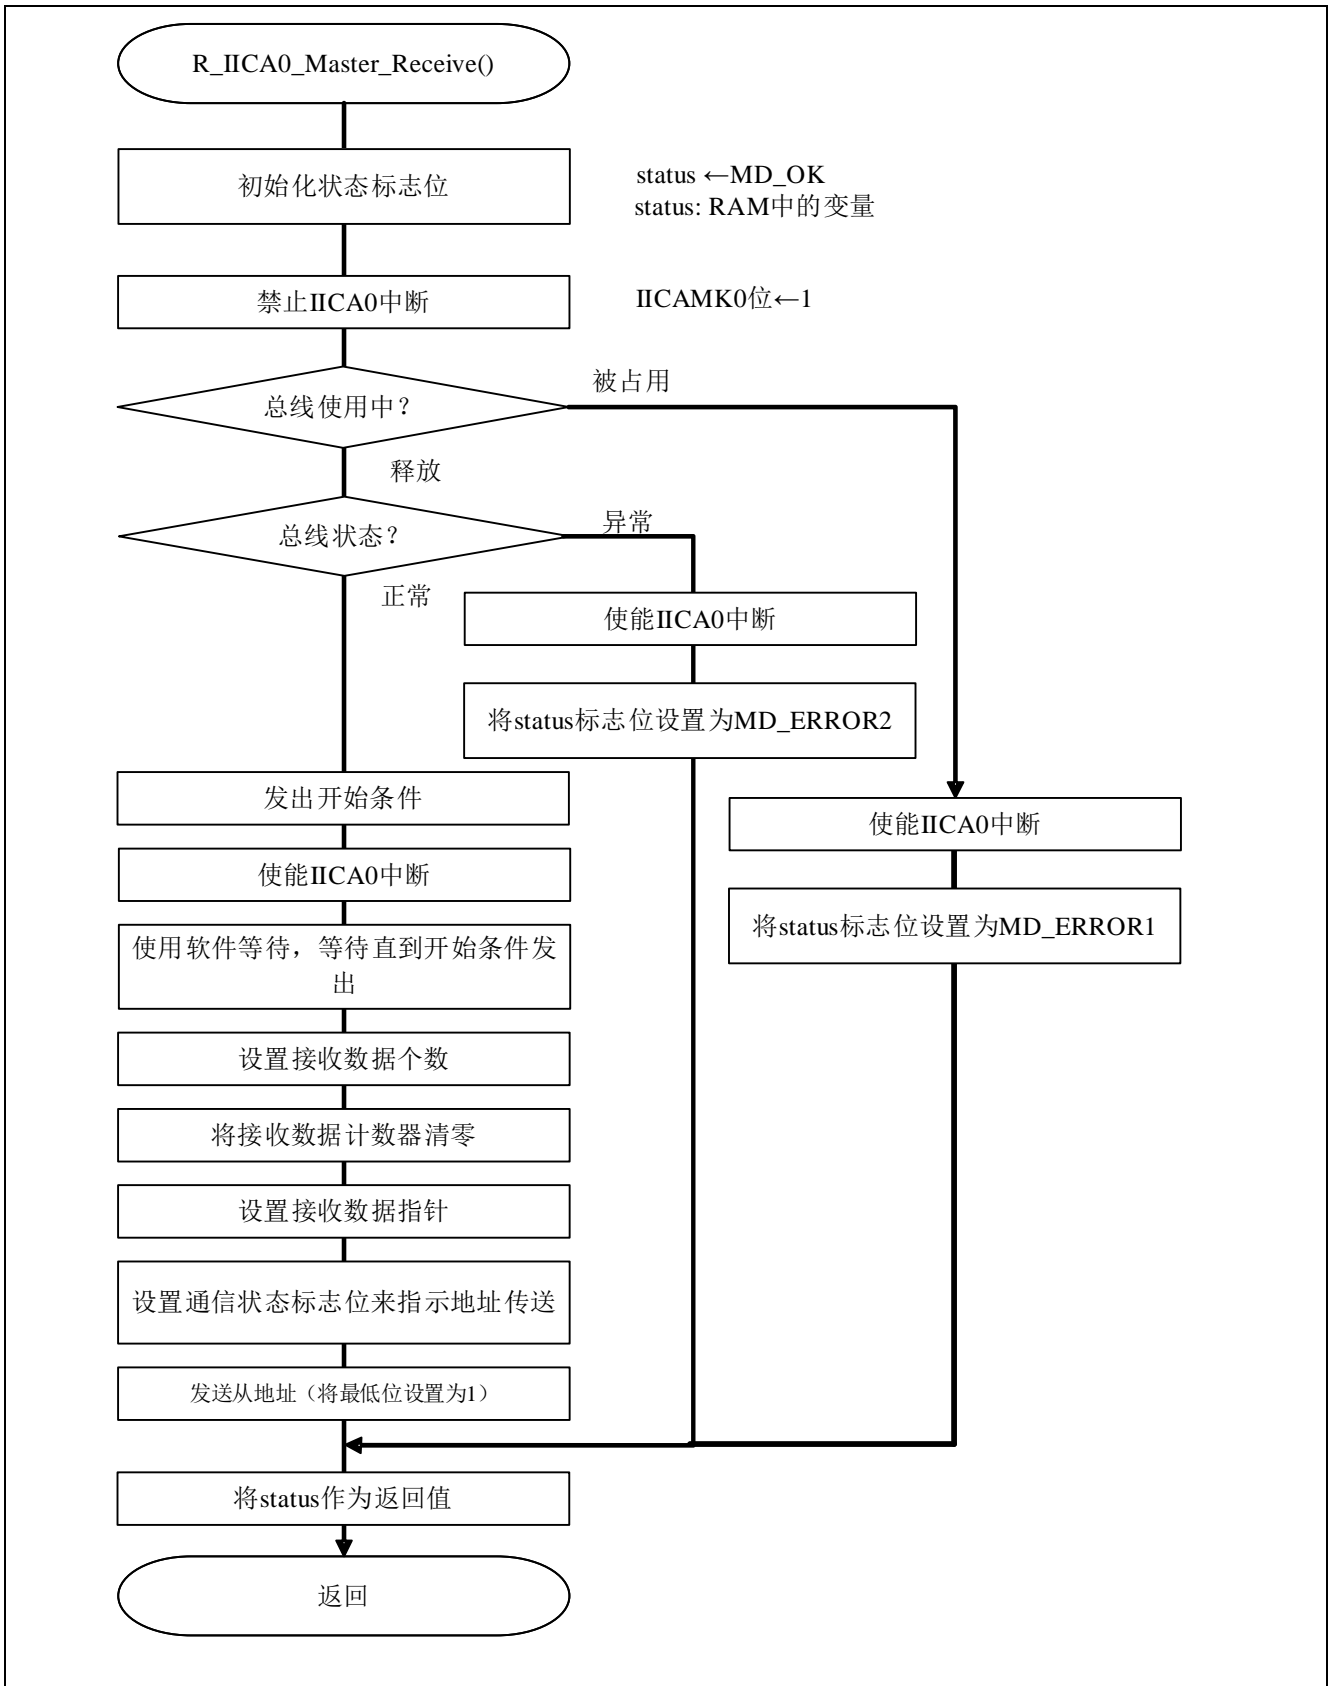 R_IICA0_Master_Receive()
初始化状态标志位
status ←MD_OK
status: RAM中的变量
禁止IICA0中断
IICAMK0位←1
被占用
总线使用中？
释放
异常
总线状态？
正常
使能IICA0中断
将status标志位设置为MD_ERROR2
发出开始条件
使能IICA0中断
使能IICA0中断
将status标志位设置为MD_ERROR1
使用软件等待，等待直到开始条件发
出
设置接收数据个数
将接收数据计数器清零
设置接收数据指针
设置通信状态标志位来指示地址传送
发送从地址（将最低位设置为1）
将status作为返回值
返回